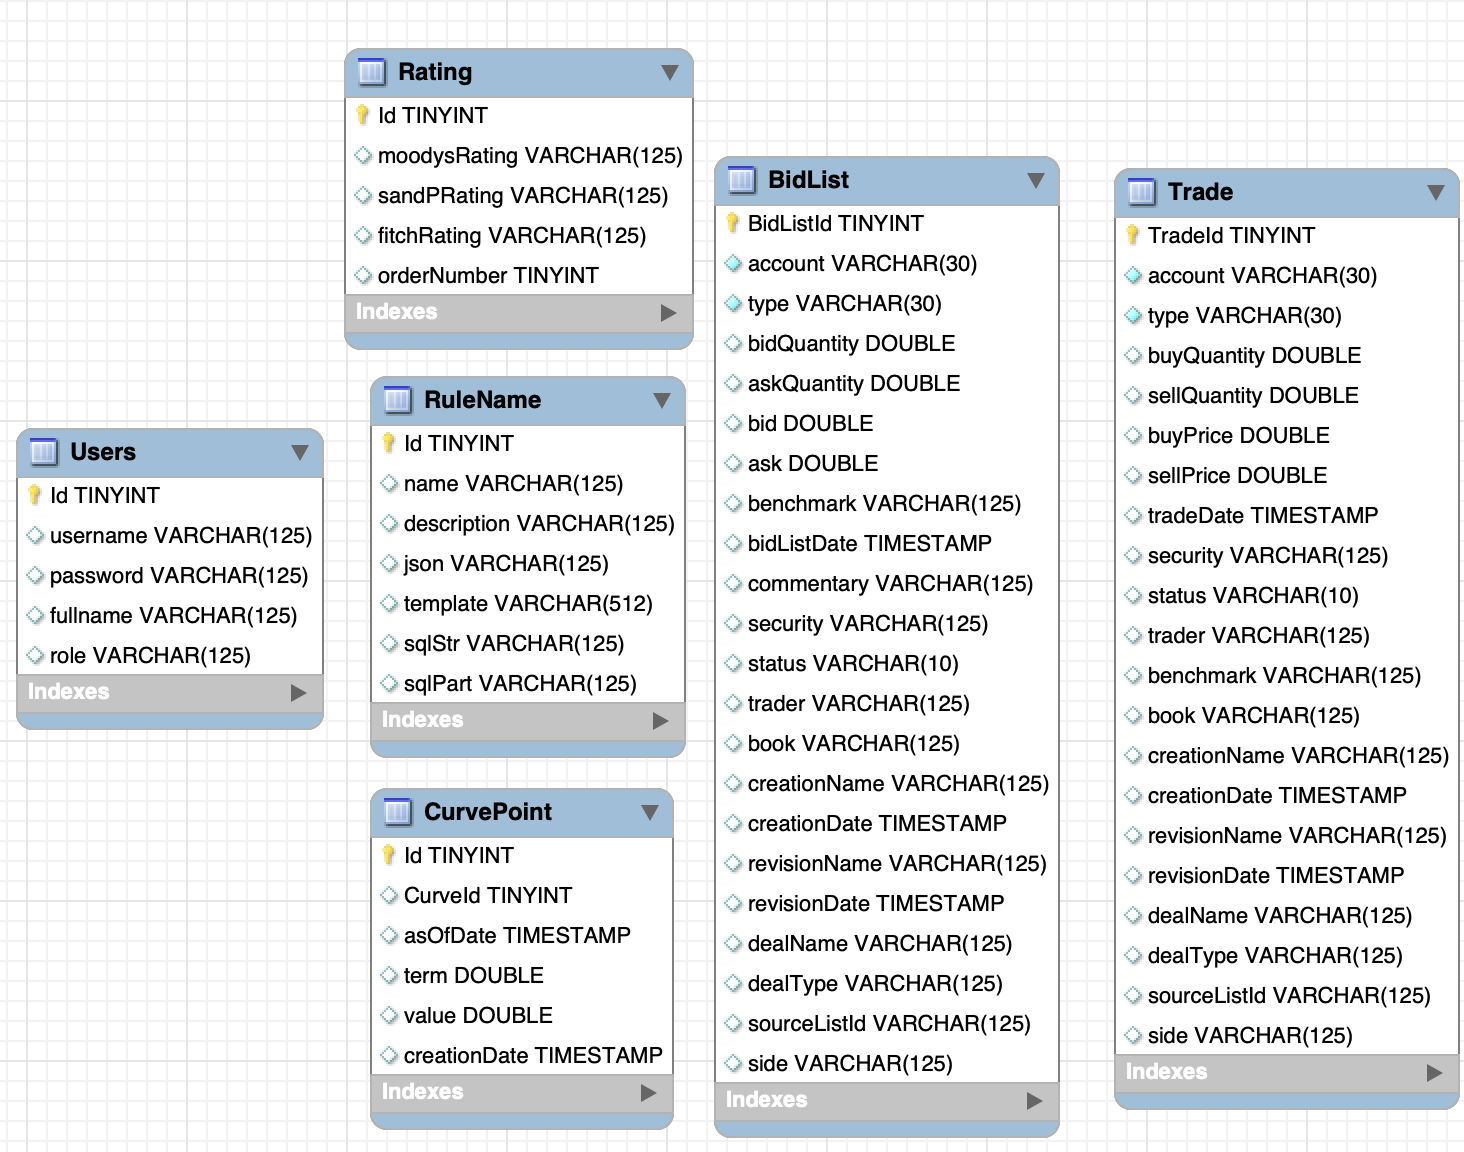 Rating
Id TINYINT
moodysRating VARCHAR(125)
sandPRating VARCHAR(125)
fitchRating VARCHAR(125)
orderNumber TINYINT
Indexes
RuleName
Id TINYINT
name VARCHAR(125)
description VARCHAR(125)
json VARCHAR(125)
template VARCHAR(512)
sqlStr VARCHAR(125)
sqlPart VARCHAR(125)
Indexes
Users
Id TINYINT
username VARCHAR(125)
password VARCHAR(125)
fullname VARCHAR(125)
role VARCHAR(125)
Indexes
CurvePoint
Id TINYINT
CurveId TINYINT
asOfDate TIMESTAMP
term DOUBLE
value DOUBLE
creationDate TIMESTAMP
Indexes
BidList
BidListId TINYINT
account VARCHAR(30)
type VARCHAR(30)
bidQuantity DOUBLE
askQuantity DOUBLE
bid DOUBLE
ask DOUBLE
benchmark VARCHAR(125)
bidListDate TIMESTAMP
commentary VARCHAR(125)
security VARCHAR(125)
status VARCHAR(10)
trader VARCHAR(125)
book VARCHAR(125)
creationName VARCHAR(125)
creationDate TIMESTAMP
revisionName VARCHAR(125)
revisionDate TIMESTAMP
dealName VARCHAR(125)
dealType VARCHAR(125)
sourceListId VARCHAR(125)
side VARCHAR(125)
Indexes
Trade
TradeId TINYINT
account VARCHAR(30)
type VARCHAR(30)
buyQuantity DOUBLE
sellQuantity DOUBLE
buyPrice DOUBLE
sellPrice DOUBLE
tradeDate TIMESTAMP
security VARCHAR(125)
status VARCHAR(10)
trader VARCHAR(125)
benchmark VARCHAR(125)
book VARCHAR(125)
creationName VARCHAR(125)
creationDate TIMESTAMP
revisionName VARCHAR(125)
revisionDate TIMESTAMP
dealName VARCHAR(125)
dealType VARCHAR(125)
sourceListId VARCHAR(125)
side VARCHAR(125)
Indexes